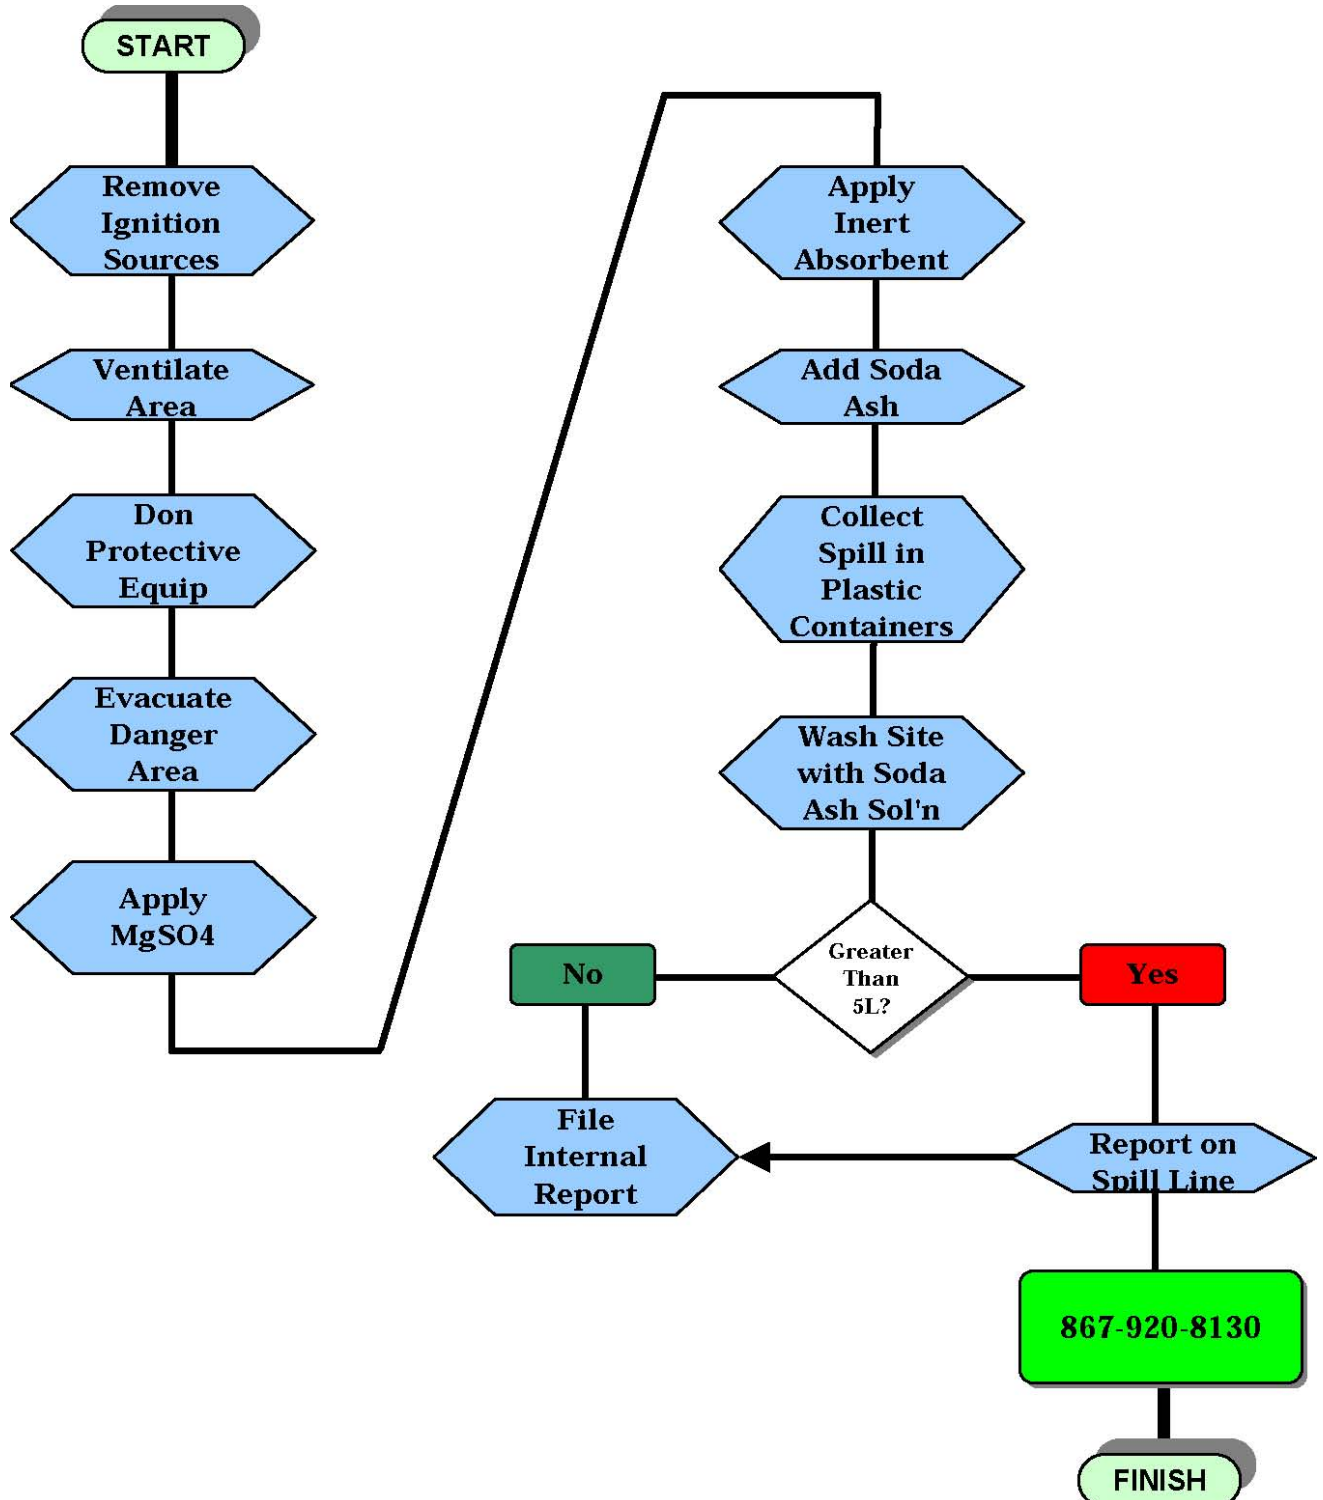 START
Remove
Ignition
Sources
Ventilate
Area
Don
Protective
Equip
Evacuate
Danger
Area
Apply
MgSO4
Apply
Inert
Absorbent
Add Soda
Ash
Collect
Spill in
Plastic
Containers
Wash Site
with Soda
Ash Sol'n
Greater
Than
5L?
No
Yes
File
Internal
Report
Report on
Spill Line
867-920-8130
FINISH